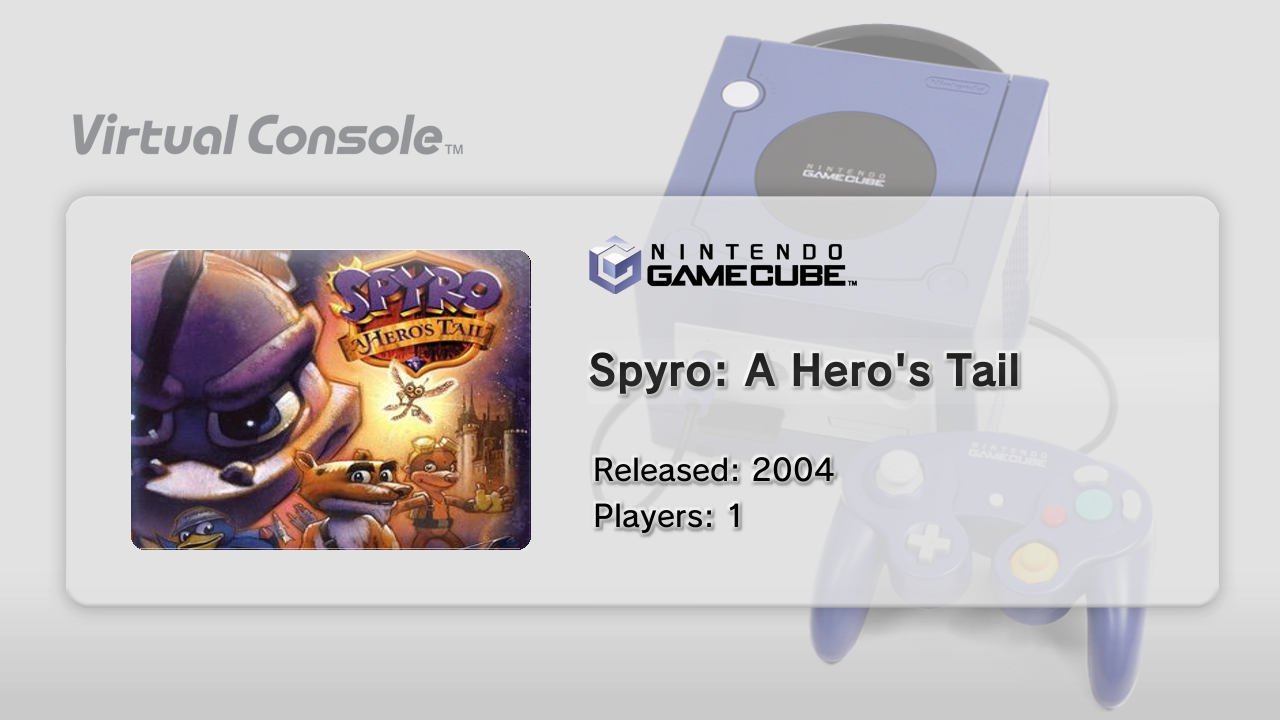 Nintendo
NINTENDO
GAMECUBE
Virtual Console™
SPYRO
A HERO'S TAIL
NINTENDO
GAMECUBE™
Spyro: A Hero's Tail
Released: 2004
Players: 1
NINTENDO
GAMECUBE